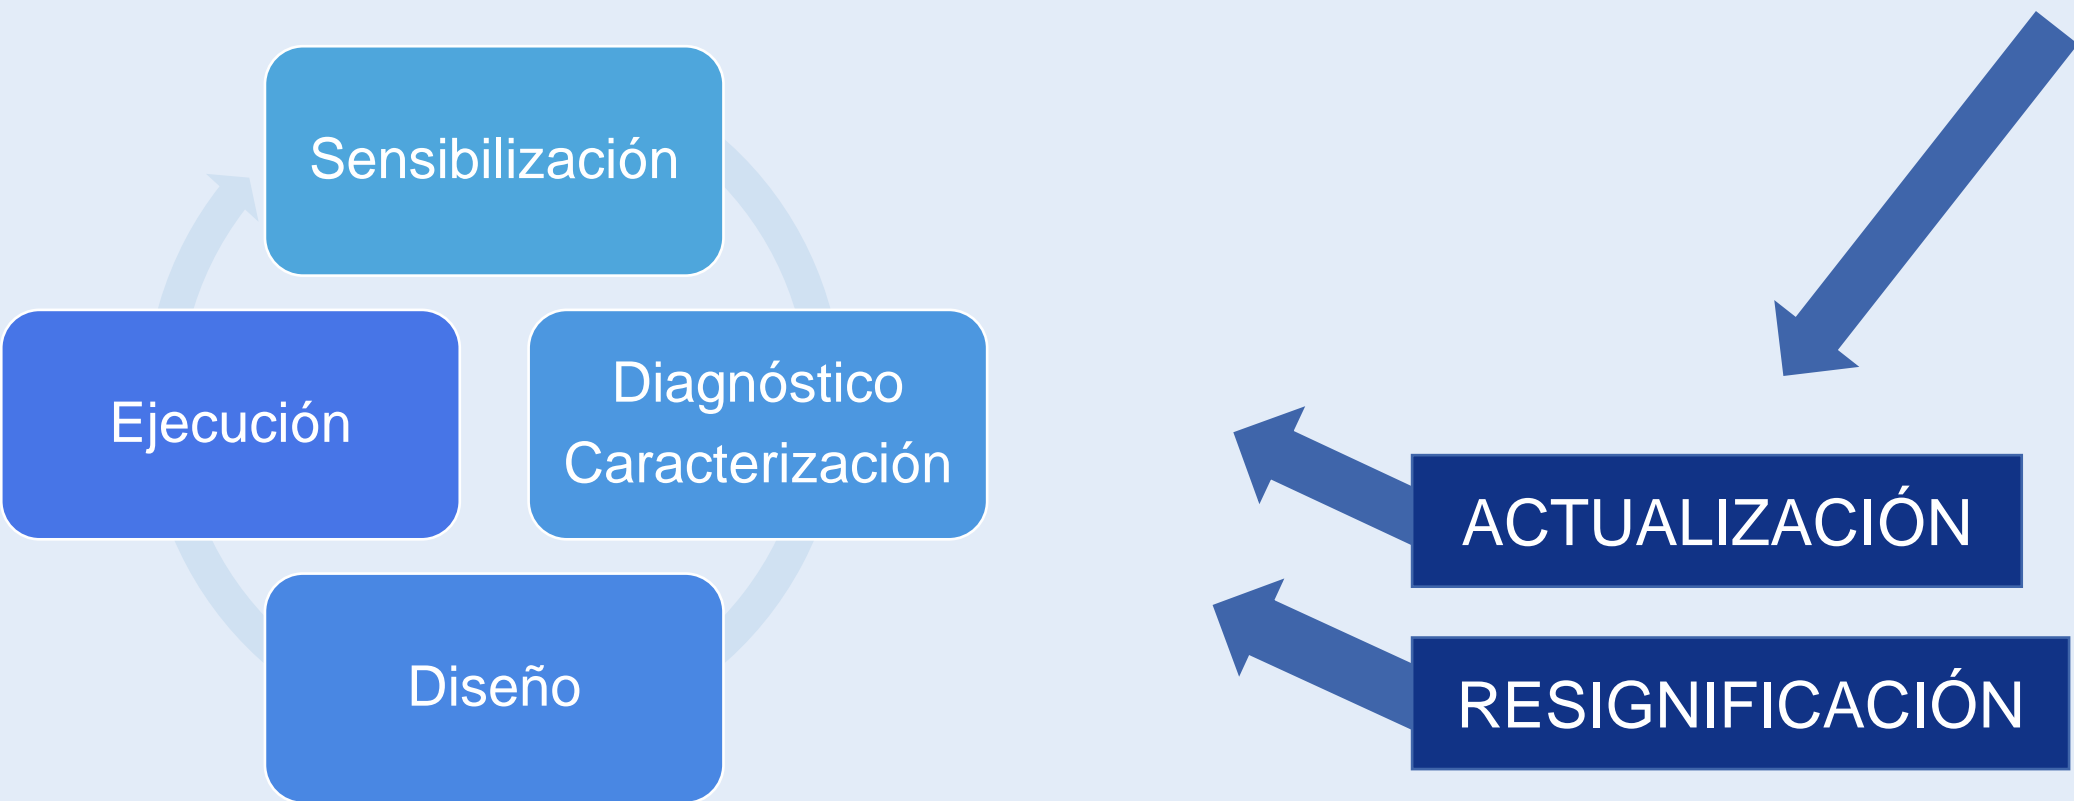 Sensibilización
Ejecución
Diagnóstico
Caracterización
Diseño
ACTUALIZACIÓN
RESIGNIFICACIÓN